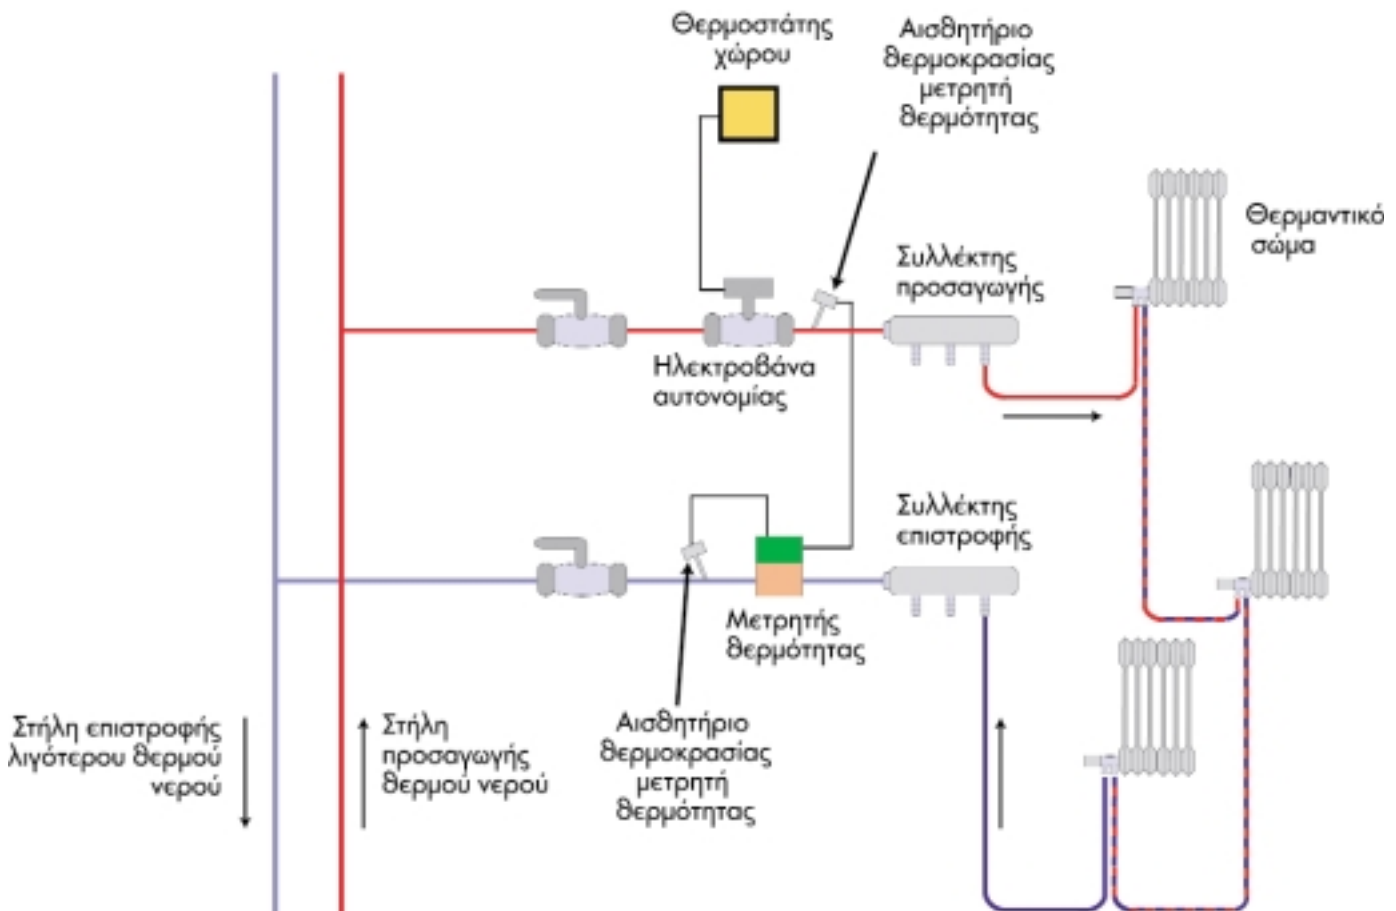 Θερμοστάτης
χώρου
Αισθητήριο
θερμοκρασίας
μετρητή
θερμότητας
Θερμαντικό
σώμα
Συλλέκτης
προσαγωγής
Ηλεκτροβάνα
αυτονομίας
Συλλέκτης
επιστροφής
Μετρητής
θερμότητας
Στήλη επιστροφής
λιγότερου θερμού
νερού
Στήλη
προσαγωγής
θερμού νερού
Αισθητήριο
θερμοκρασίας
μετρητή
θερμότητας